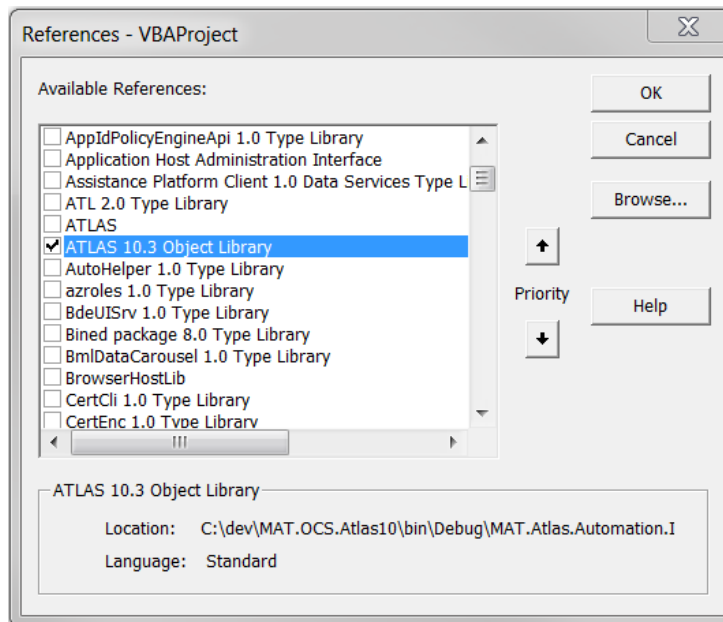 References - VBAProject
Available References:
AppIdPolicyEngineApi 1.0 Type Library
Application Host Administration Interface
Assistance Platform Client 1.0 Data Services Type L
ATL 2.0 Type Library
ATLAS
ATLAS 10.3 Object Library
AutoHelper 1.0 Type Library
azroles 1.0 Type Library
BdeUISrv 1.0 Type Library
Bined package 8.0 Type Library
BmlDataCarousel 1.0 Type Library
BrowserHostLib
CertCli 1.0 Type Library
CertEnc 1.0 Type Library
OK
Cancel
Browse...
Priority
Help
ATLAS 10.3 Object Library
Location: C:\dev\MAT.OCS.Atlas10\bin\Debug\MAT.Atlas.Automation.I
Language: Standard